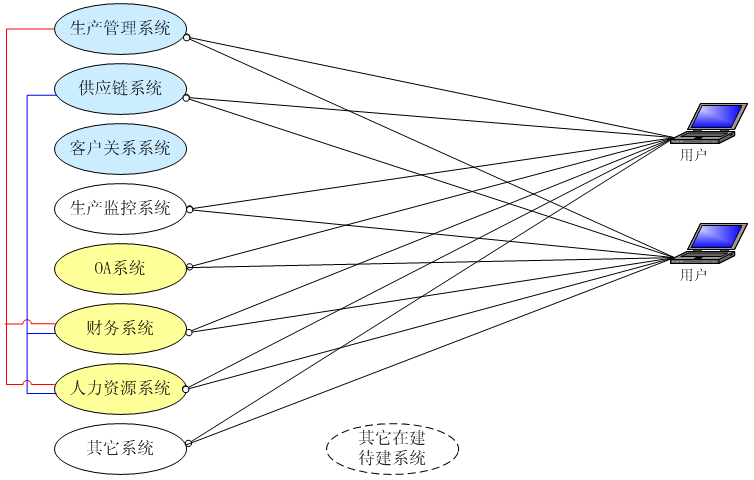 生产管理系统
供应链系统
客户关系系统
用户
生产监控系统
OA系统
用户
财务系统
人力资源系统
其它系统
其它在建
待建系统